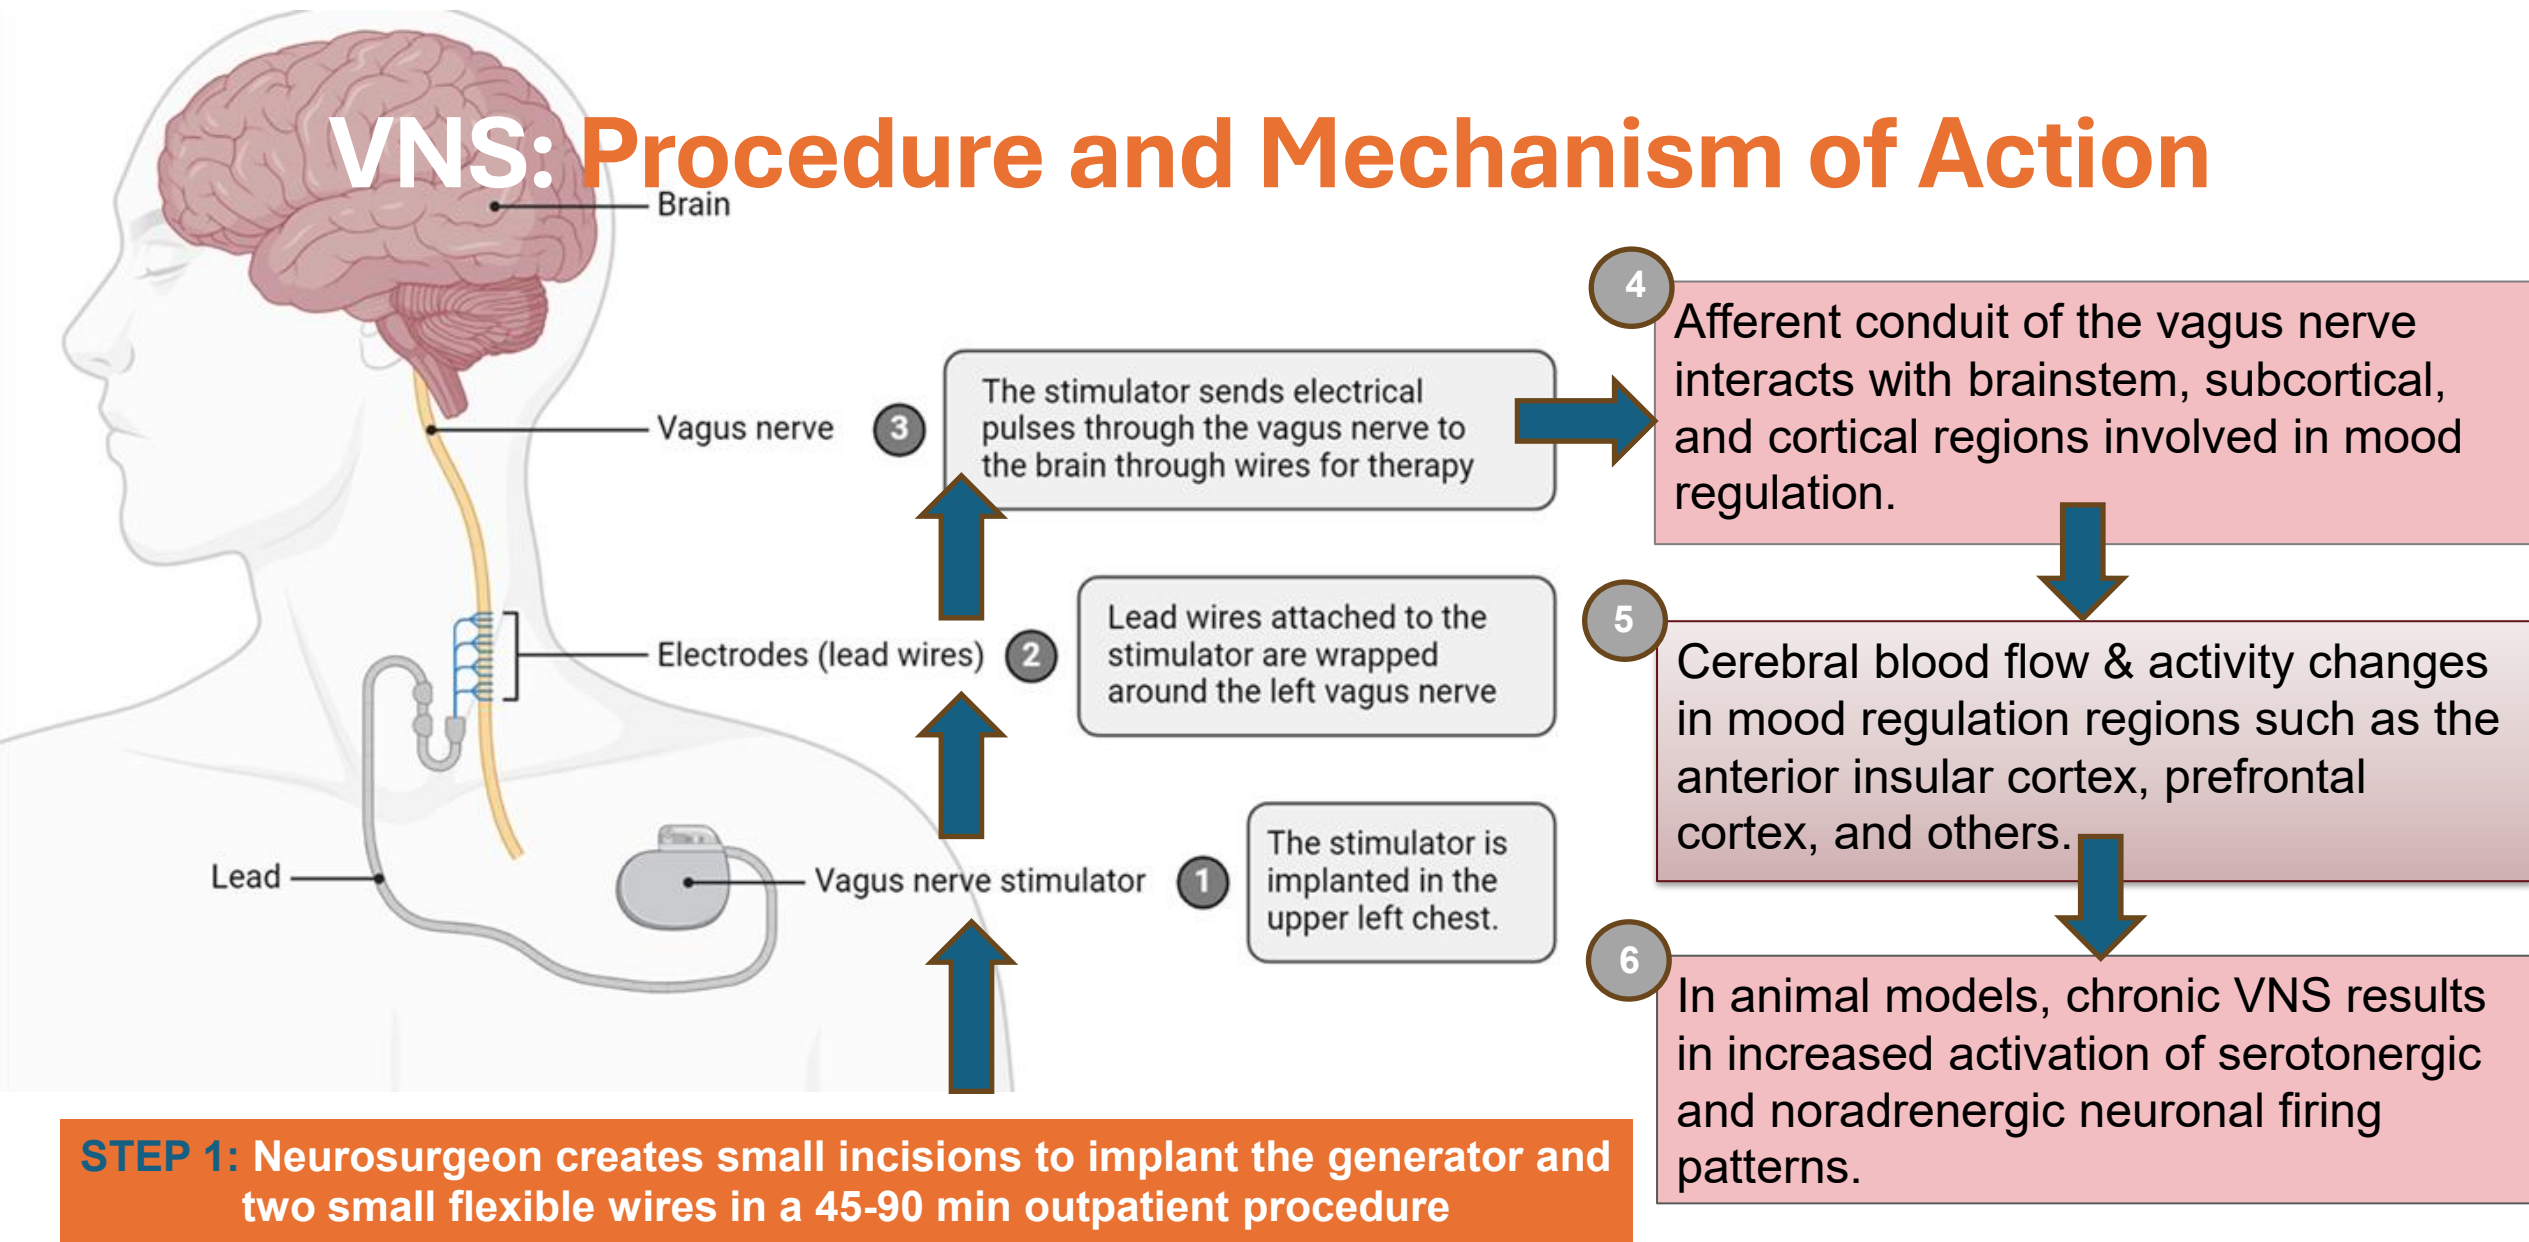 VNS: Procedure and Mechanism of Action
Brain
Vagus nerve
3
The stimulator sends electrical
pulses through the vagus nerve to
the brain through wires for therapy
Electrodes (lead wires)
2
Lead wires attached to the
stimulator are wrapped
around the left vagus nerve
Lead
Vagus nerve stimulator
1
The stimulator is
implanted in the
upper left chest.
STEP 1: Neurosurgeon creates small incisions to implant the generator and
two small flexible wires in a 45-90 min outpatient procedure
4
Afferent conduit of the vagus nerve
interacts with brainstem, subcortical,
and cortical regions involved in mood
regulation.
5
Cerebral blood flow & activity changes
in mood regulation regions such as the
anterior insular cortex, prefrontal
cortex, and others.
6
In animal models, chronic VNS results
in increased activation of serotonergic
and noradrenergic neuronal firing
patterns.